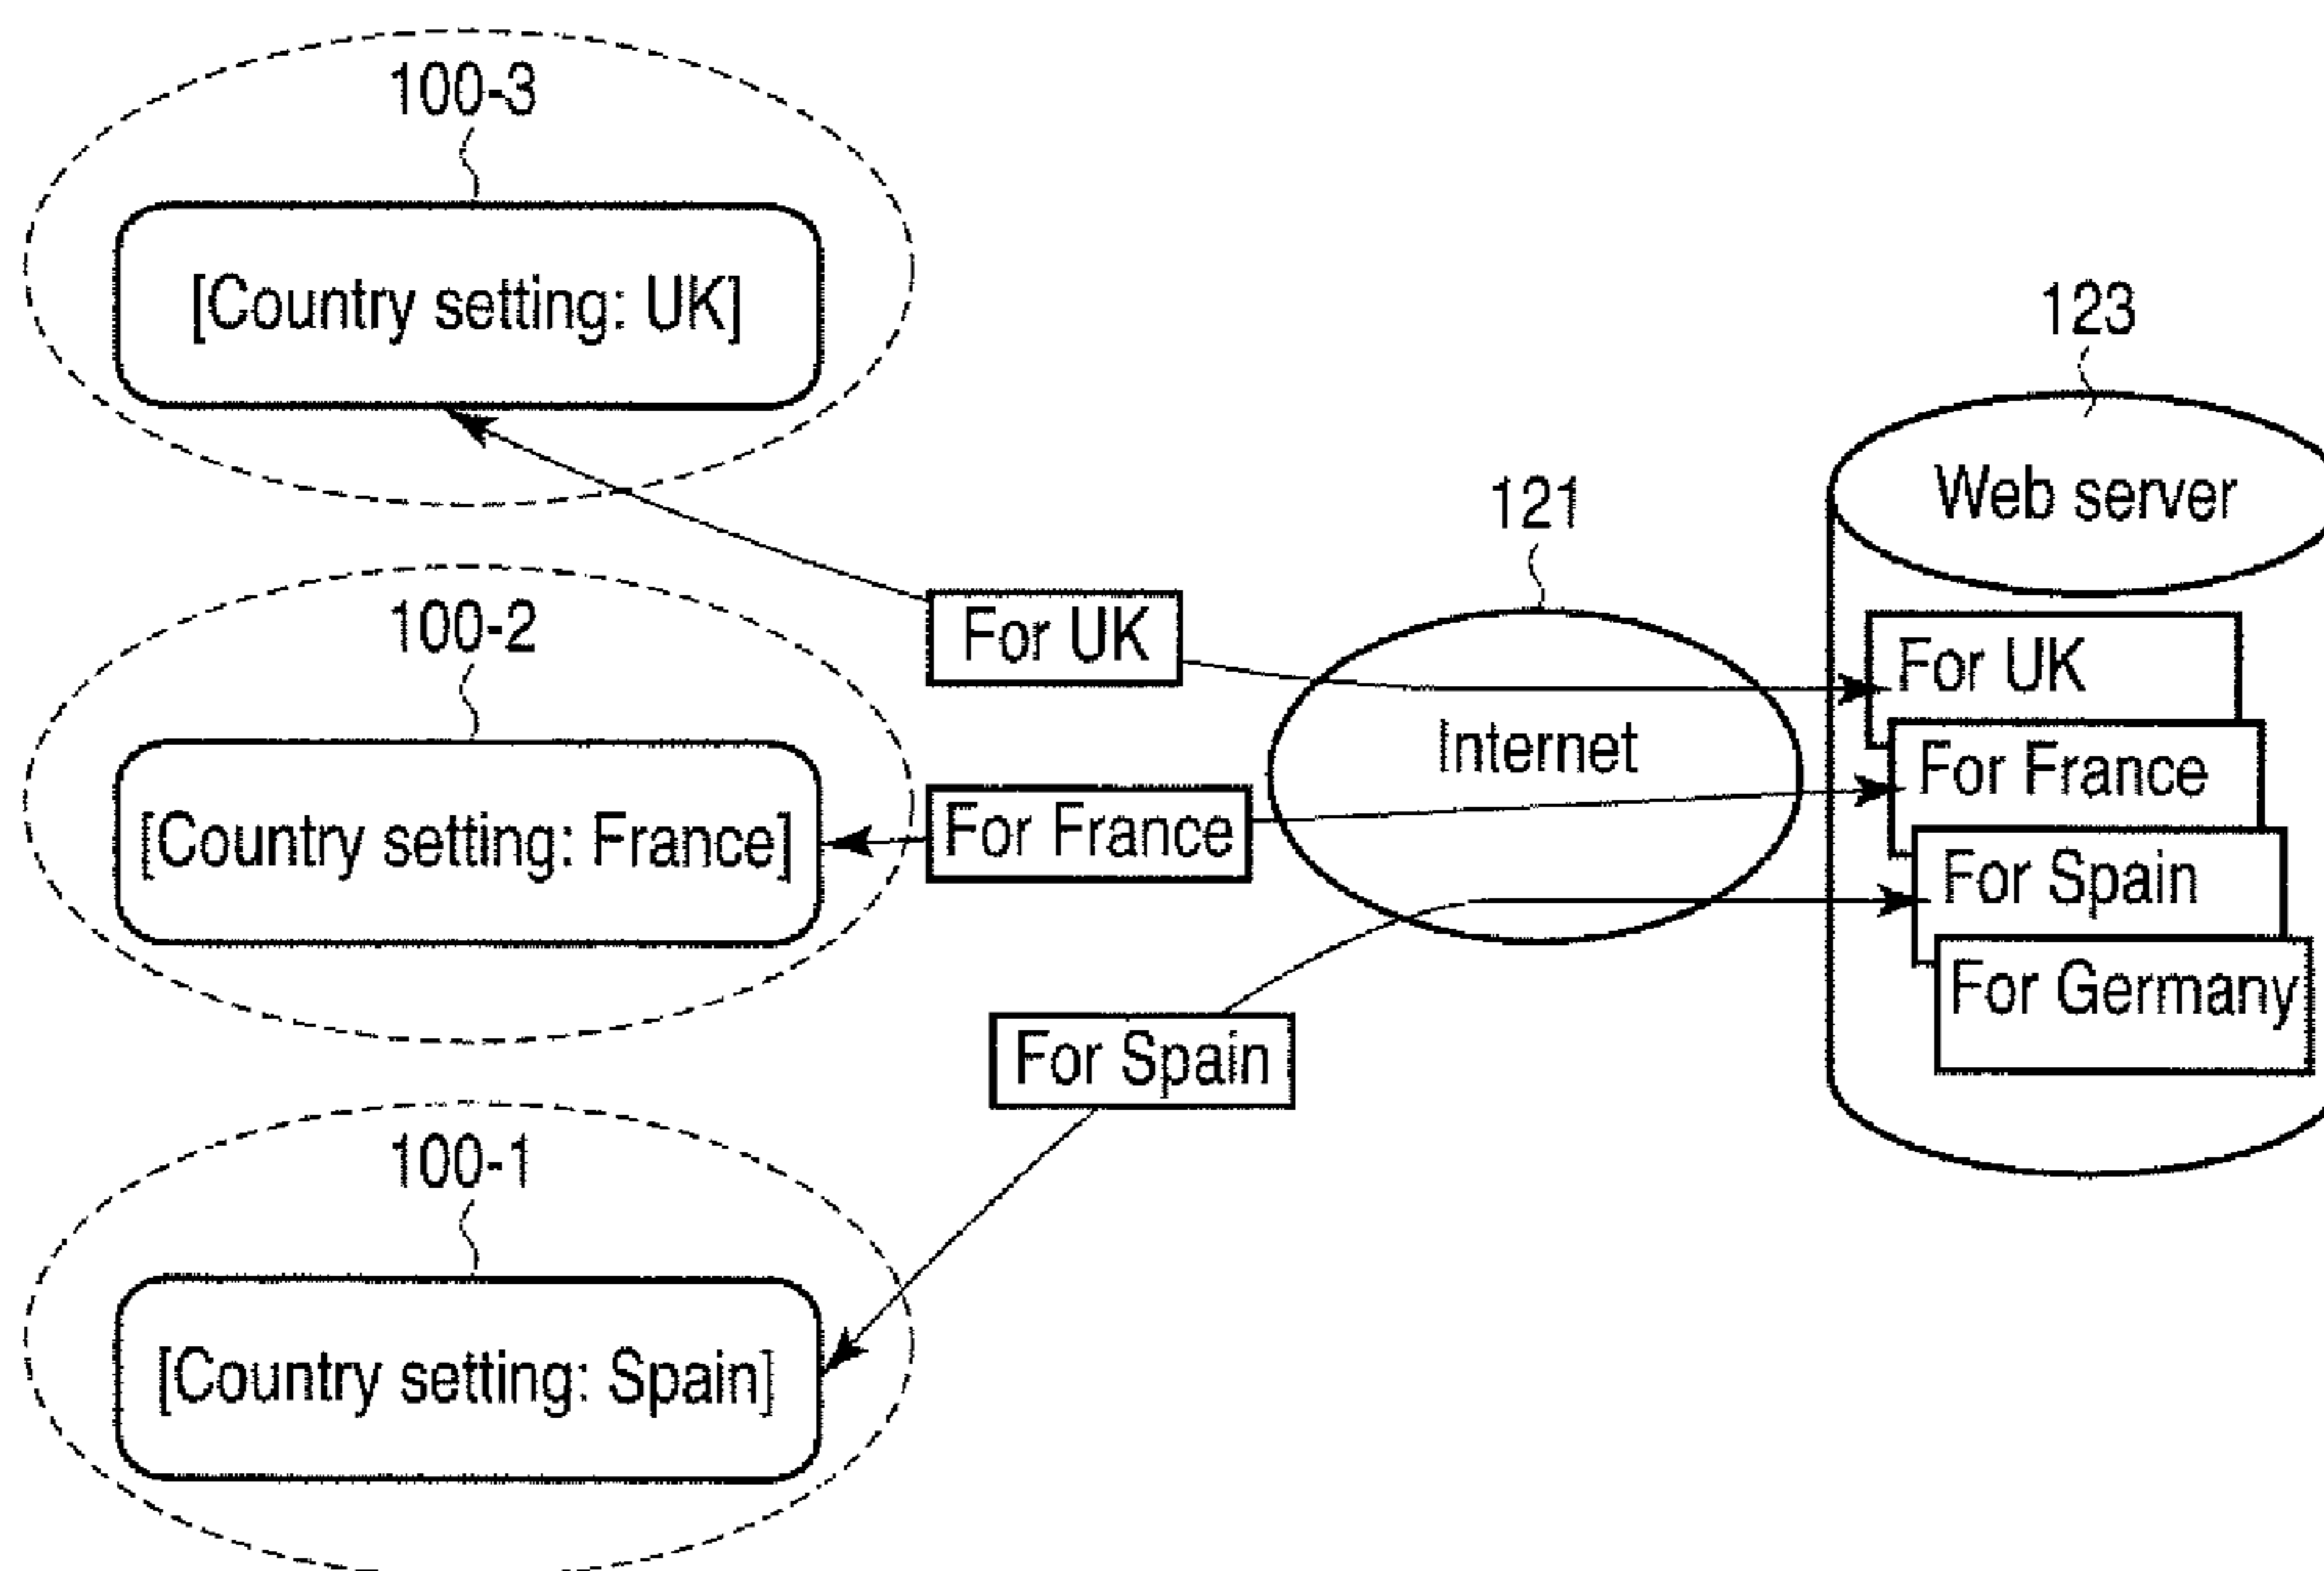 100-3
[Country setting: UK]
123
Web server
121
100-2
For UK
For UK
Internet
For France
[Country setting: France]
For France
For Spain
For Germany
For Spain
100-1
[Country setting: Spain]